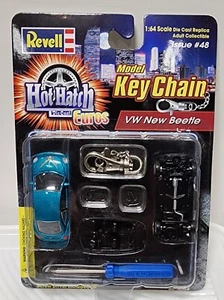 Revell
1:64 Scale Die Cast Replica
Adult Collectible
Issue #48
Model
Key Chain
Hot Hatch
Euros
VW New Beetle